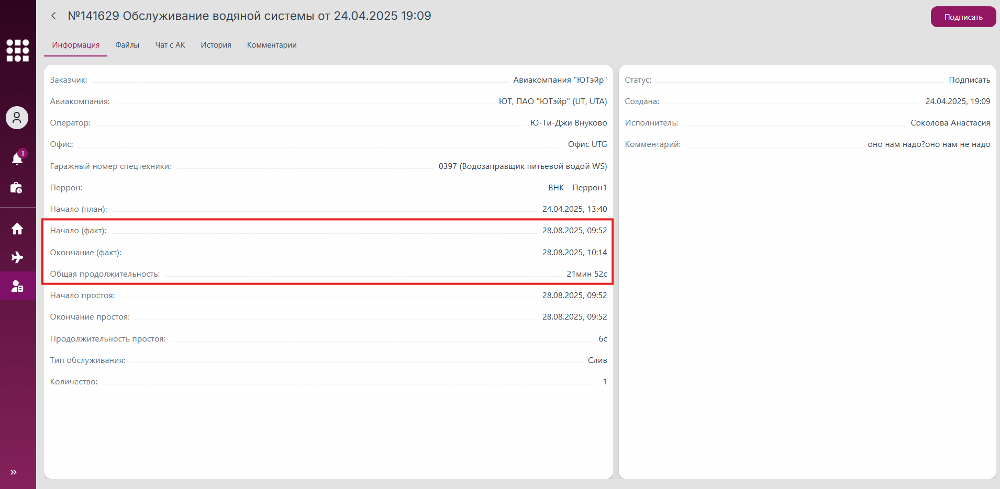 №141629 Обслуживание водяной системы от 24.04.2025 19:09
Подписать
Информация Файлы Чат с АК История Комментарии
1
Заказчик: Авиакомпания "ЮТэйр"
Авиакомпания: ЮТ, ПАО "ЮТэйр" (UT, UTA)
Оператор: Ю-Ти-Джи Внуково
Офис: Офис UTG
Гаражный номер спецтехники: 0397 (Водозаправщик питьевой водой WS)
Перрон: ВНК - Перрон1
Начало (план): 24.04.2025, 13:40
Начало (факт): 28.08.2025, 09:52
Окончание (факт): 28.08.2025, 10:14
Общая продолжительность: 21мин 52с
Начало простоя: 28.08.2025, 09:52
Окончание простоя: 28.08.2025, 09:52
Продолжительность простоя: 6с
Тип обслуживания: Слив
Количество: 1
Статус: Подписать
Создана: 24.04.2025, 19:09
Исполнитель: Соколова Анастасия
Комментарий: оно нам надо?оно нам не надо